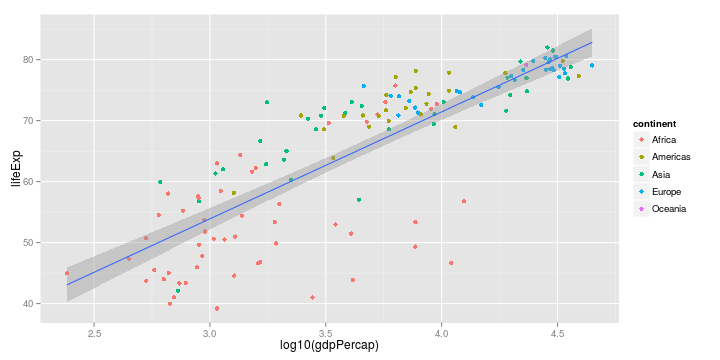 lifeExp
80
70
60
50
40
2.5 3.0 3.5 4.0 4.5
log10(gdpPercap)
continent
Africa
Americas
Asia
Europe
Oceania